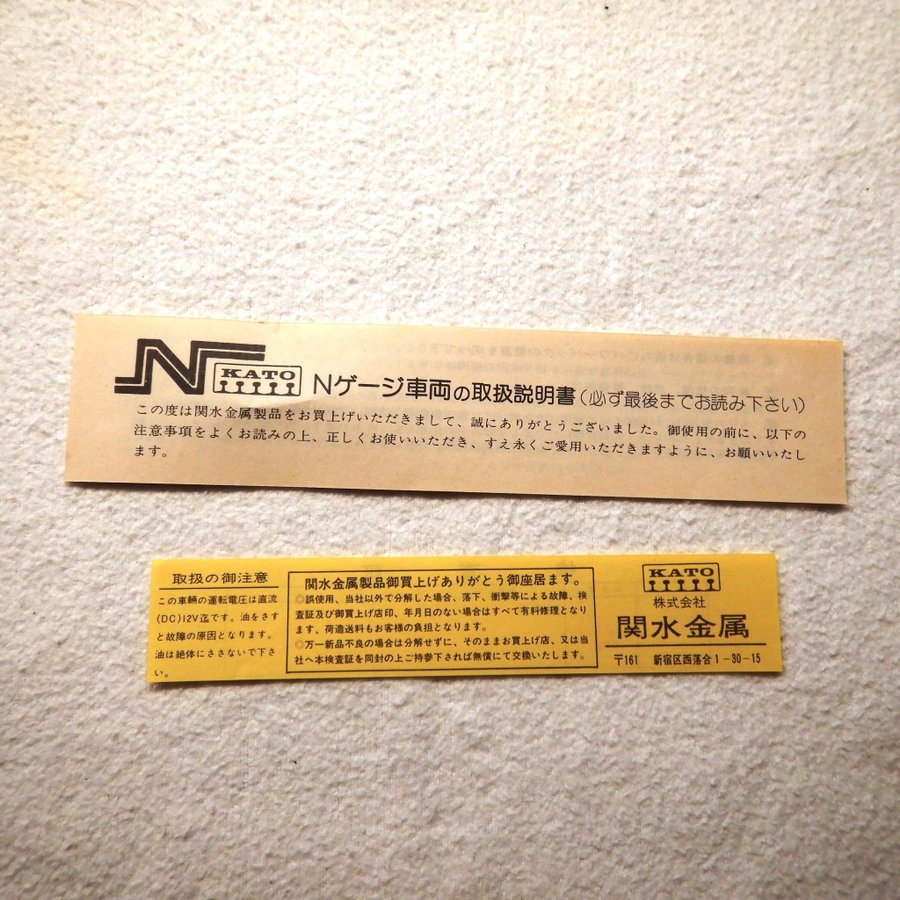 N KATO Nゲージ車両の取扱説明書(必ず最後までお読み下さい)
この度は関水金属製品をお買上げいただきまして、誠にありがとうございました。御使用の前に、以下の
注意事項をよくお読みの上、正しくお使いいただき、すえ永くご愛用いただきますように、お願いいたし
ます。
取扱の御注意
この車輛の運転電圧は直流
(DC)12V迄です。油をさす
と故障の原因となります。
油は絶体にささないで下さ
い。
関水金属製品御買上げありがとう御座居ます。
◎誤使用、当社以外で分解した場合、落下、衝撃等による故障、検
査証及び御買上げ店印、年月日のない場合はすべて有料修理となり
ます、荷造送料もお客様の負担となります。
◎万一新品不良の場合は分解せずに、そのままお買上げ店、又は当
社へ本検査証を同封の上ご持参下されば無償にて交換いたします。
KATO
株式会社
関水金属
〒161 新宿区西落合1-30-15